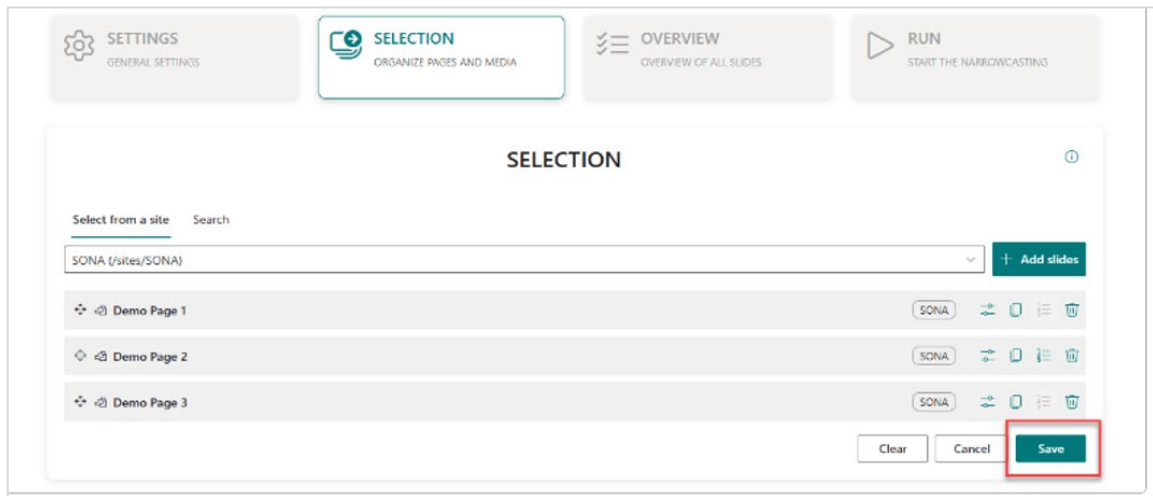 SETTINGS
GENERAL SETTINGS
SELECTION
ORGANIZE PAGES AND MEDIA
OVERVIEW
OVERVIEW OF ALL SLIDES
RUN
START THE NARROWCASTING
SELECTION
Select from a site Search
SONA (/sites/SONA) + Add slides
Demo Page 1 SONA
Demo Page 2 SONA
Demo Page 3 SONA
Clear Cancel Save